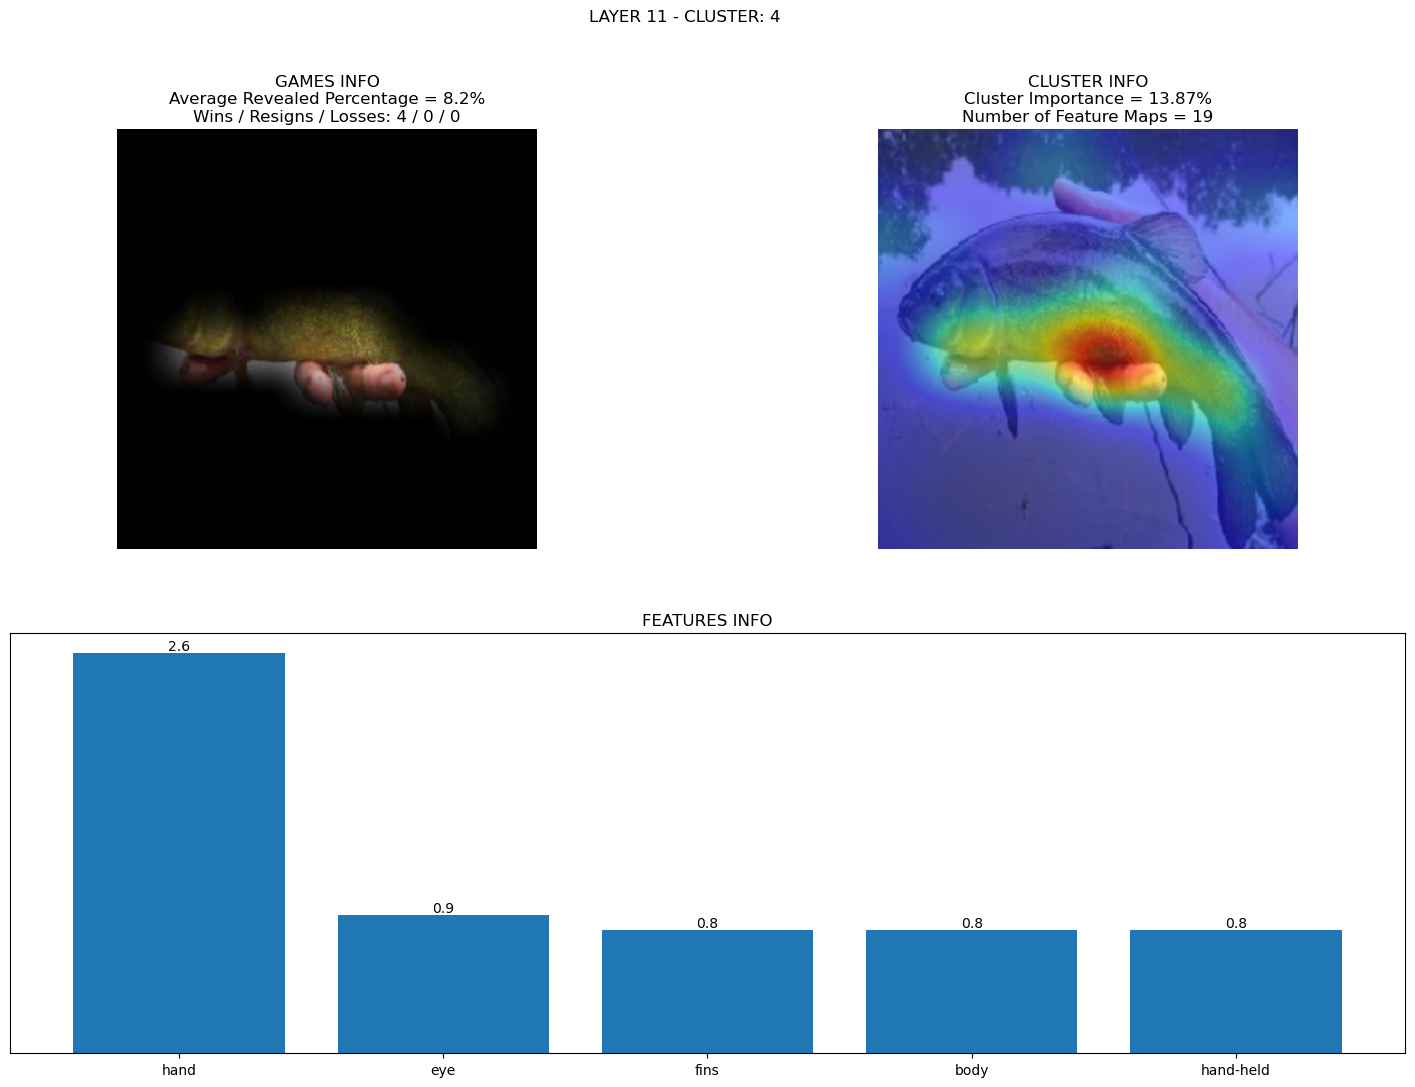 LAYER 11 - CLUSTER: 4
GAMES INFO
Average Revealed Percentage = 8.2%
Wins / Resigns / Losses: 4 / 0 / 0
CLUSTER INFO
Cluster Importance = 13.87%
Number of Feature Maps = 19
FEATURES INFO
2.6
0.9
0.8
0.8
0.8
hand
eye
fins
body
hand-held